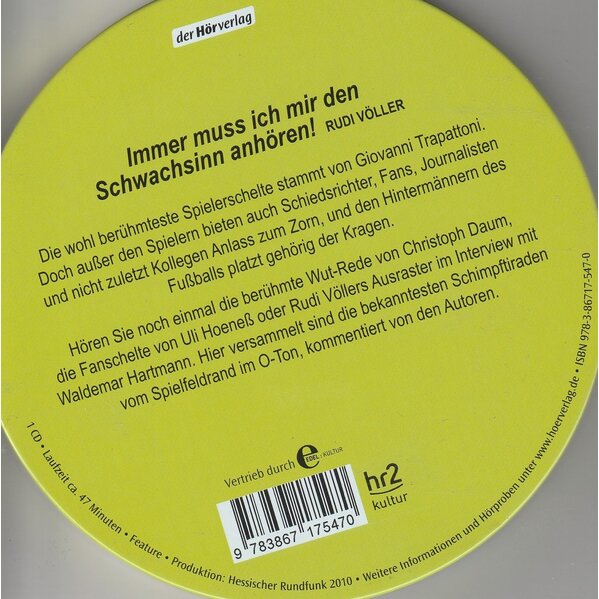 der Hörverlag
Immer muss ich mir den
Schwachsinn anhören! RUDI VÖLLER
Die wohl berühmteste Spielerschelte stammt von Giovanni Trapattoni.
Doch außer den Spielern bieten auch Schiedsrichter, Fans, Journalisten
und nicht zuletzt Kollegen Anlass zum Zorn, und den Hintermännern des
Fußballs platzt gehörig der Kragen.
Hören Sie noch einmal die berühmte Wut-Rede von Christoph Daum,
die Fanschelte von Uli Hoeneß oder Rudi Völlers Ausraster im Interview mit
Waldemar Hartmann. Hier versammelt sind die bekanntesten Schimpftiraden
vom Spielfeldrand im O-Ton, kommentiert von den Autoren.
Vertrieb durch e EDEL:KULTUR
hr2
kultur
9 783867 175470
1 CD • Laufzeit ca. 47 Minuten • Feature • Produktion: Hessischer Rundfunk 2010 • Weitere Informationen und Hörproben unter www.hoerverlag.de • ISBN 978-3-86717-547-0